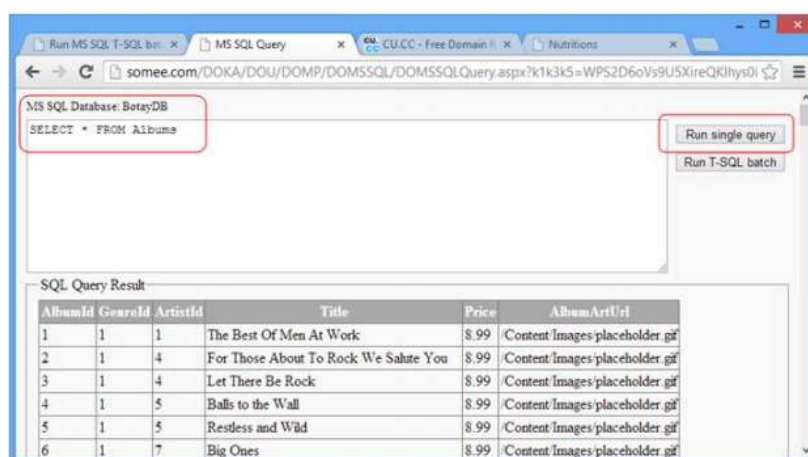 Run MS SQL T-SQL bat
MS SQL Query
CU.CC - Free Domain
Nutritions
somee.com/DOKA/DOU/DOMP/DOMSSQL/DOMSSQLQuery.aspx?k1k3k5=WPS2D6oVs9U5XireQKIhys0i
MS SQL Database: BotayDB
SELECT * FROM Albums
Run single query
Run T-SQL batch
SQL Query Result
AlbumId GenreId ArtistId Title Price AlbumArtUrl
1 1 1 The Best Of Men At Work 8.99 /Content/Images/placeholder.gif
2 1 4 For Those About To Rock We Salute You 8.99 /Content/Images/placeholder.gif
3 1 4 Let There Be Rock 8.99 /Content/Images/placeholder.gif
4 1 5 Balls to the Wall 8.99 /Content/Images/placeholder.gif
5 1 5 Restless and Wild 8.99 /Content/Images/placeholder.gif
6 1 7 Big Ones 8.99 /Content/Images/placeholder.gif